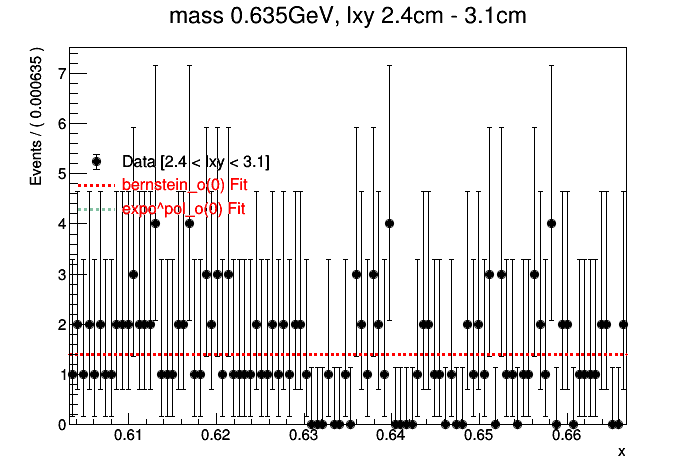 mass 0.635GeV, lxy 2.4cm - 3.1cm
Events / ( 0.000635 )
7
6
5
4
3
2
1
0
Data [2.4 < lxy < 3.1]
bernstein_o(0) Fit
expo^pol_o(0) Fit
0.61
0.62
0.63
0.64
0.65
0.66
x